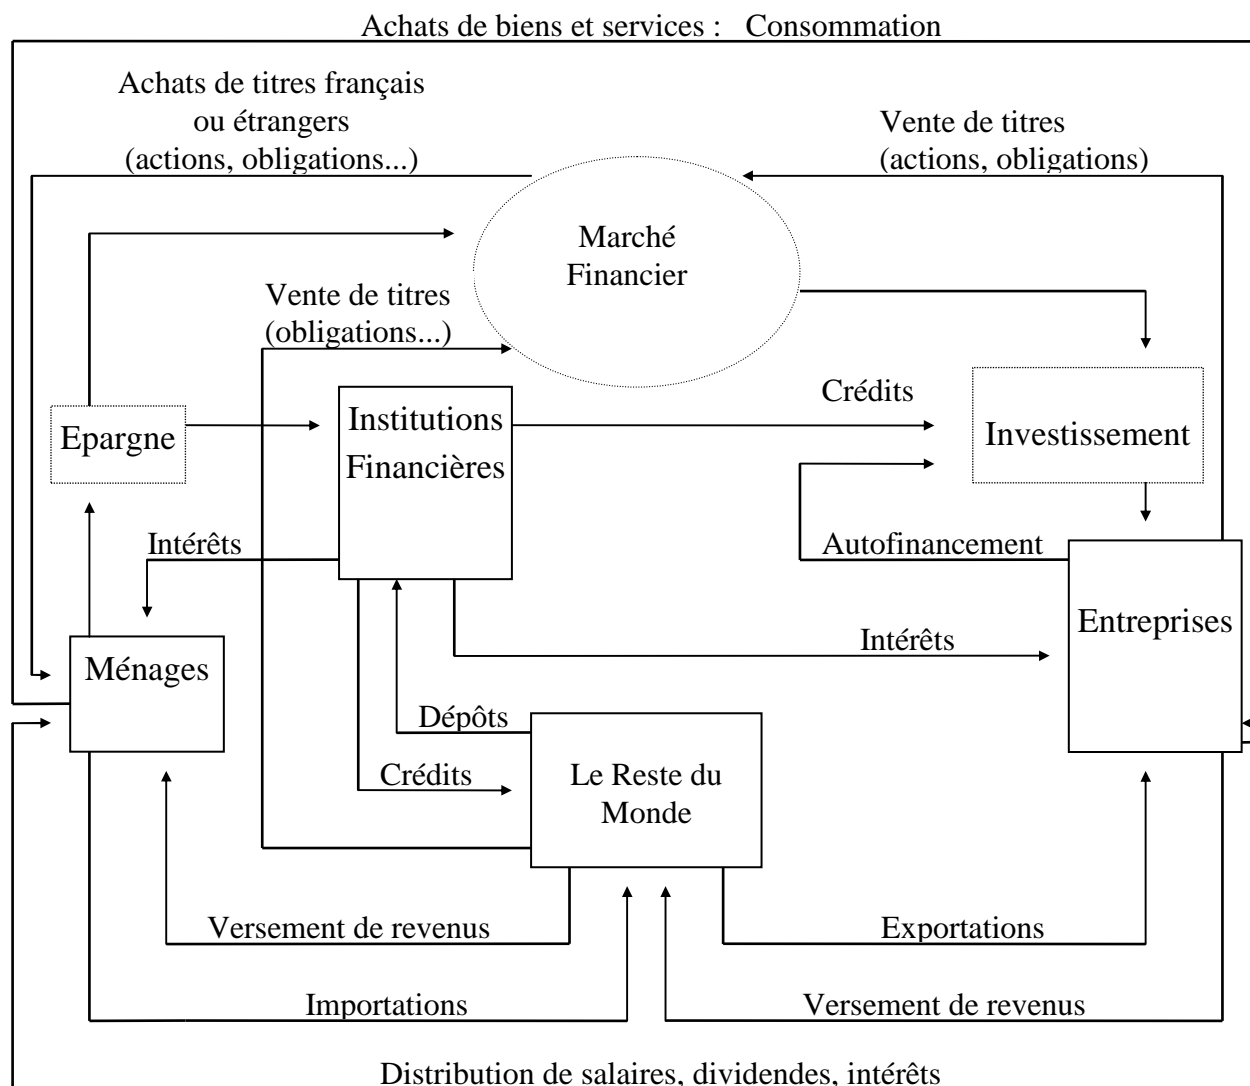 Achats de biens et services :   Consommation
Achats de titres français
ou étrangers
(actions, obligations...)
Vente de titres
(actions, obligations)
Marché
Financier
Vente de titres
(obligations...)
Crédits
Institutions
Financières
Epargne
Investissement
Intérêts
Autofinancement
Entreprises
Intérêts
Ménages
Dépôts
Crédits
Le Reste du
Monde
Versement de revenus
Exportations
Importations
Versement de revenus
Distribution de salaires, dividendes, intérêts